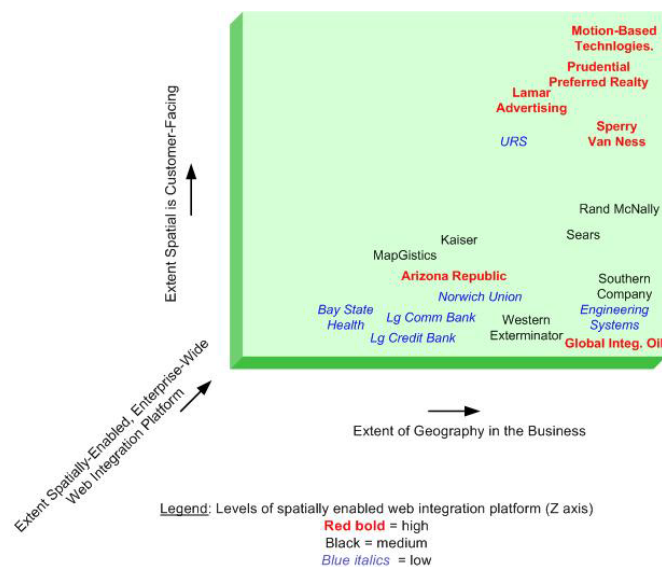 Motion-Based
Technlogies.
Prudential
Preferred Realty
Lamar
Advertising
Sperry
Van Ness
URS
Rand McNally
Sears
Kaiser
MapGistics
Arizona Republic
Southern
Company
Norwich Union
Bay State
Health
Lg Comm Bank
Engineering
Systems
Western
Exterminator
Lg Credit Bank
Global Integ. Oil
Extent Spatial is Customer-Facing
Extent Spatially-Enabled, Enterprise-Wide
Web Integration Platform
Extent of Geography in the Business
Legend: Levels of spatially enabled web integration platform (Z axis)
Red bold = high
Black = medium
Blue italics = low